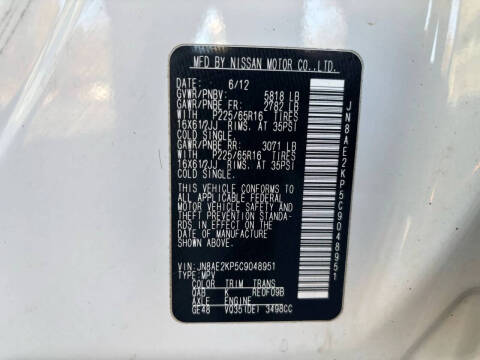 MFD BY NISSAN MOTOR CO.,LTD.
DATE: 6/12
GVWR/PNBV: 5818 LB
GAWR/PNBE FR: 2782 LB
WITH P225/65R16 TIRES
16X61/2JJ RIMS. AT 35PSI
COLD SINGLE.
GAWR/PNBE RR: 3071 LB
WITH P225/65R16 TIRES
16X61/2JJ RIMS. AT 35PSI
COLD SINGLE.
THIS VEHICLE CONFORMS TO
ALL APPLICABLE FEDERAL
MOTOR VEHICLE SAFETY AND
THEFT PREVENTION STANDA-
RDS IN EFFECT ON THE
DATE OF MANUFACTURE SHOWN
ABOVE.
VIN: JN8AE2KP5C9048951
TYPE: MPV
COLOR TRIM TRANS
QAB K RE0F09B
AXLE ENGINE
GE48 VQ35(DE) 3498CC
JN8AE2KP5C9048951